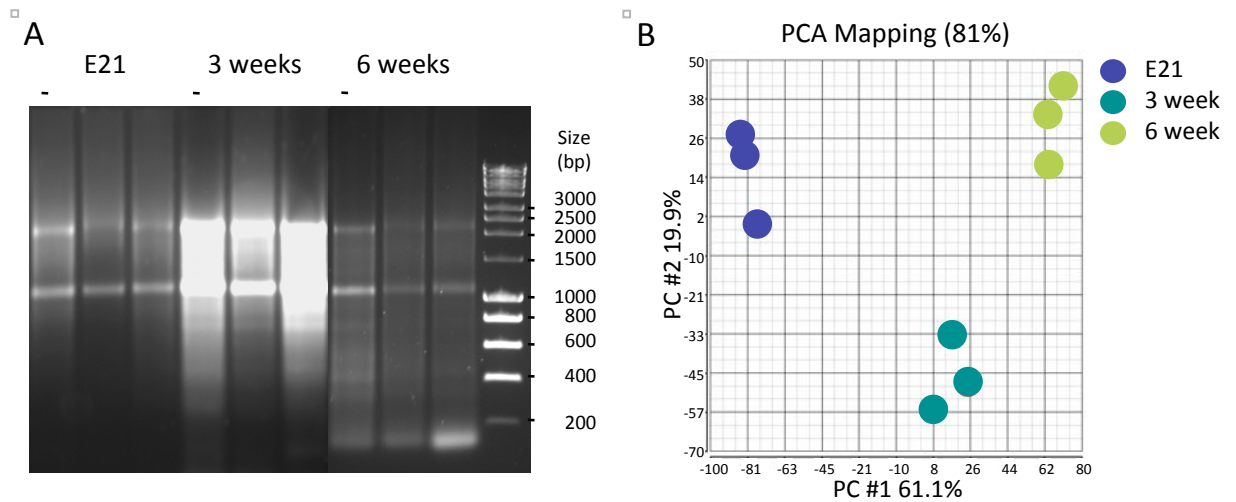 A
E21 3 weeks 6 weeks
- - -
Size
(bp)
3000
2500
2000
1500
1000
800
600
400
200
B
PCA Mapping (81%)
E21
3 week
6 week
PC #2 19.9%
50
38
26
14
2
-10
-21
-33
-45
-57
-70
-100 -81 -63 -45 -21 -10 8 26 44 62 80
PC #1 61.1%